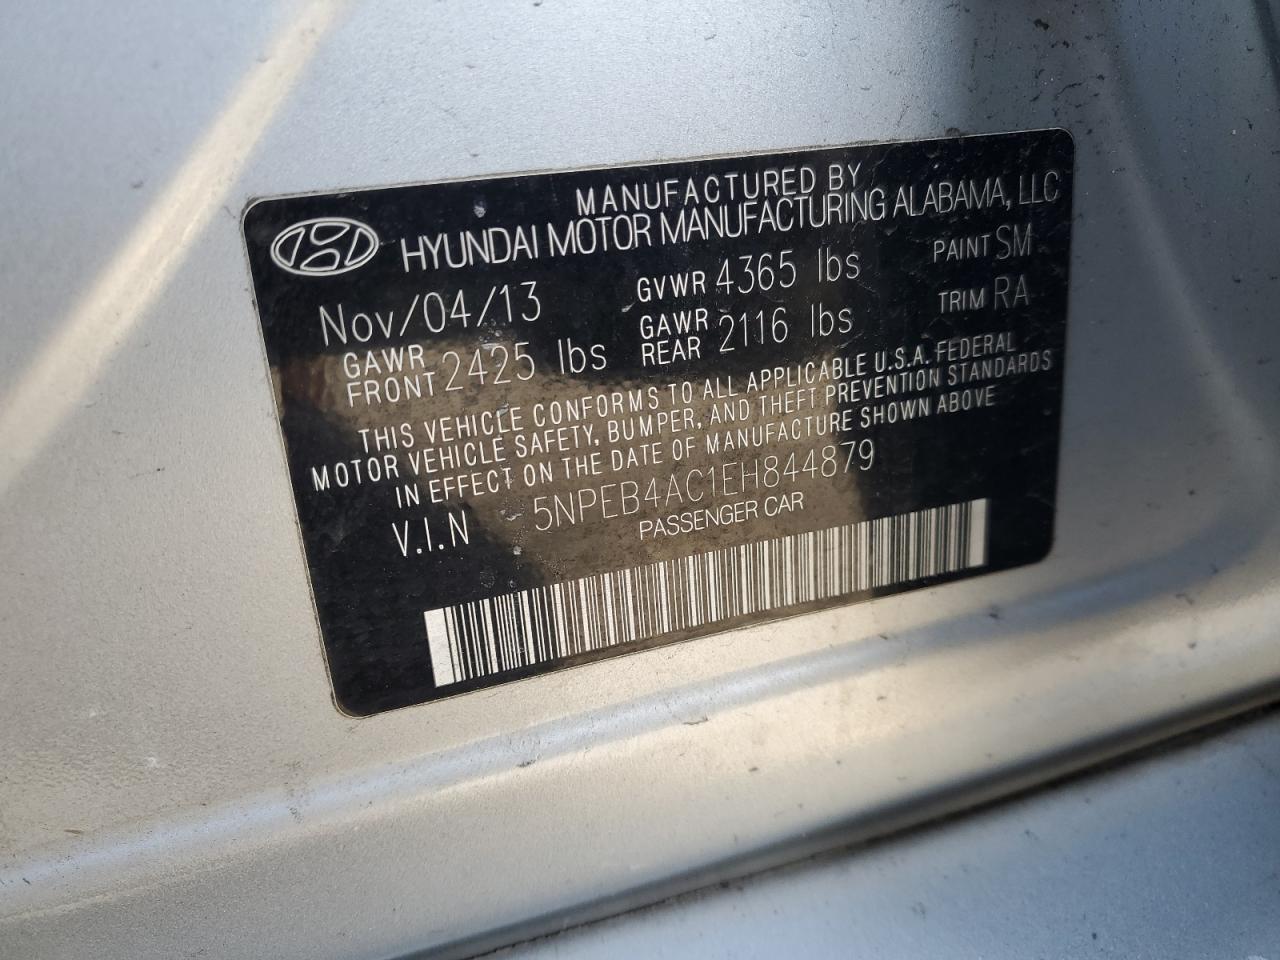 MANUFACTURED BY
HYUNDAI MOTOR MANUFACTURING ALABAMA, LLC
Nov/04/13 GVWR 4365 lbs PAINT SM
GAWR FRONT 2425 lbs GAWR REAR 2116 lbs TRIM RA
THIS VEHICLE CONFORMS TO ALL APPLICABLE U.S.A. FEDERAL
MOTOR VEHICLE SAFETY, BUMPER, AND THEFT PREVENTION STANDARDS
IN EFFECT ON THE DATE OF MANUFACTURE SHOWN ABOVE
V.I.N 5NPEB4AC1EH844879
PASSENGER CAR